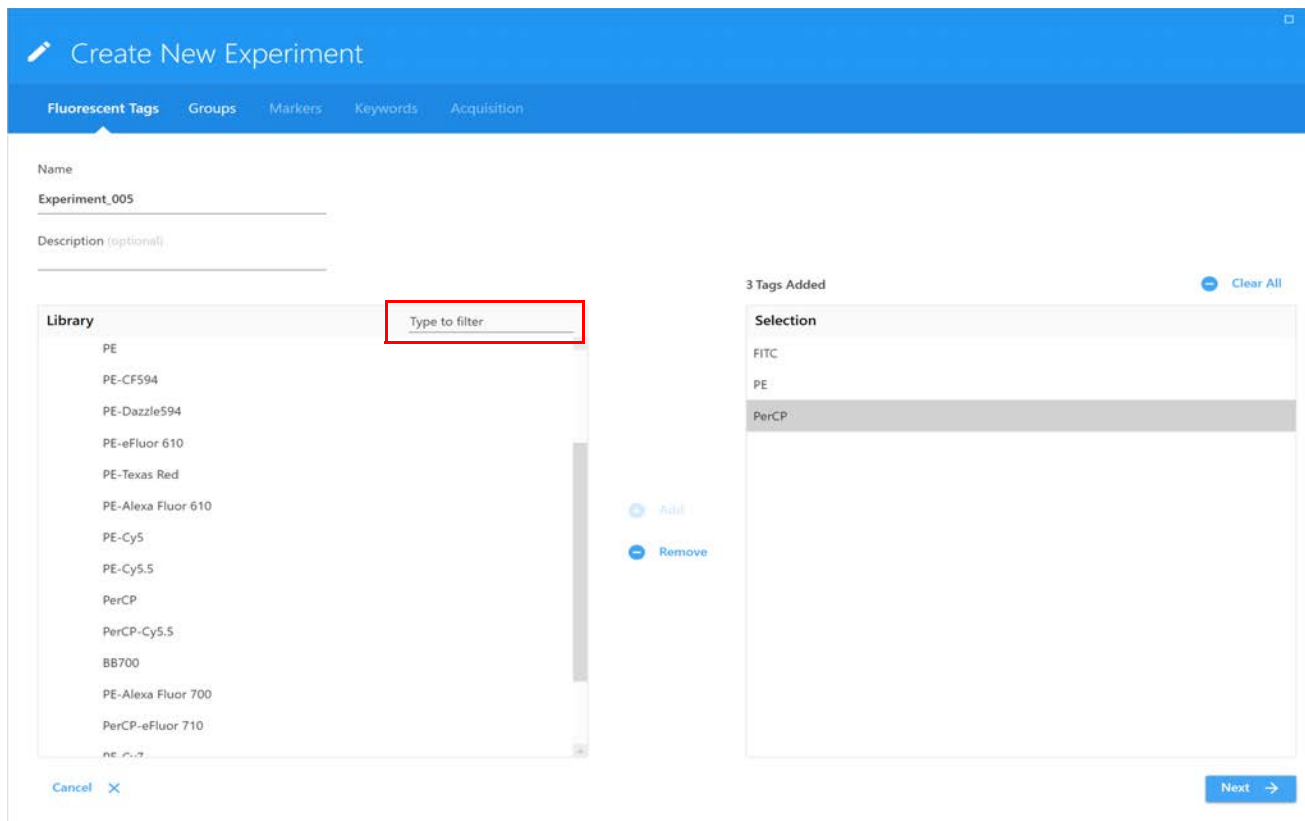 Create New Experiment
Fluorescent Tags Groups Markers Keywords Acquisition
Name
Experiment_005
Description (optional)
3 Tags Added
Clear All
Library
Type to filter
PE
PE-CF594
PE-Dazzle594
PE-eFluor 610
PE-Texas Red
PE-Alexa Fluor 610
PE-Cy5
PE-Cy5.5
PerCP
PerCP-Cy5.5
BB700
PE-Alexa Fluor 700
PerCP-eFluor 710
PE-Cy7
Add
Remove
Selection
FITC
PE
PerCP
Cancel
Next